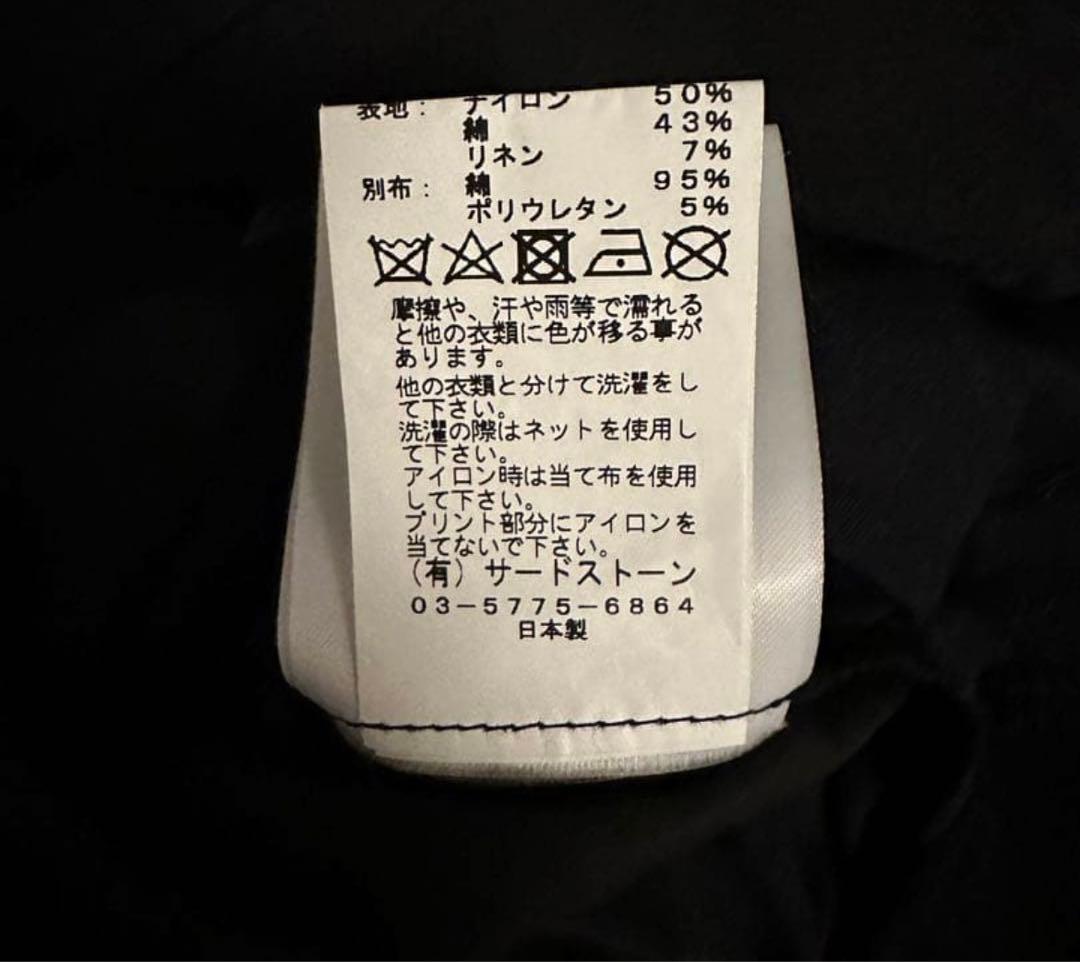 表地： ナイロン 50%
綿 43%
リネン 7%
別布： 綿 95%
ポリウレタン 5%
摩擦や、汗や雨等で濡れる
と他の衣類に色が移る事が
あります。
他の衣類と分けて洗濯をし
て下さい。
洗濯の際はネットを使用し
て下さい。
アイロン時は当て布を使用
して下さい。
プリント部分にアイロンを
当てないで下さい。
（有）サードストーン
03－5775－6864
日本製